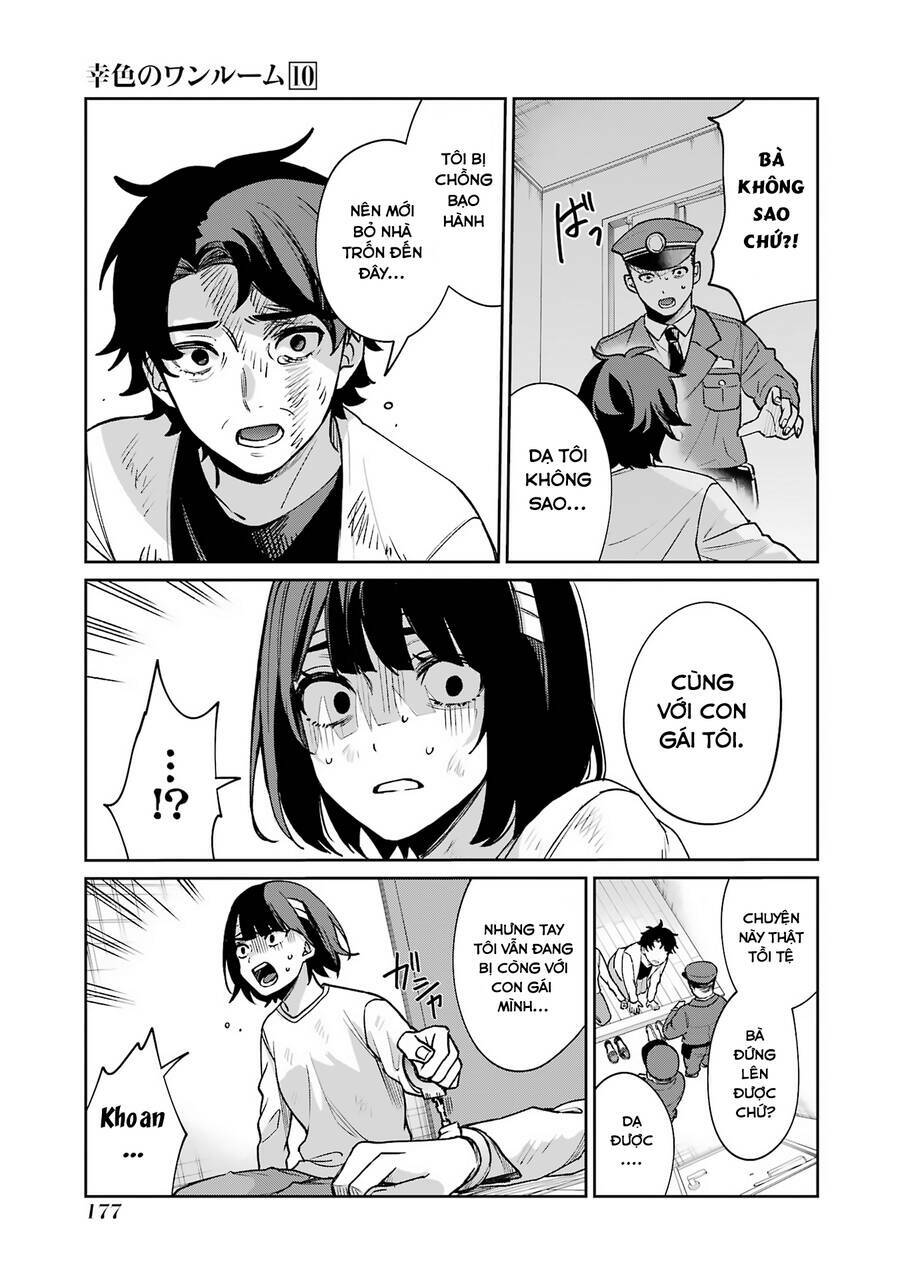 幸色のワンルーム10
BÀ
KHÔNG
SAO
CHỨ?!
ばっ
DẠ TÔI
KHÔNG
SAO...
TÔI BỊ
CHỒNG
BẠO
HÀNH
NÊN MỚI
BỎ NHÀ
TRỐN ĐẾN
ĐÂY...
CÙNG
VỚI CON
GÁI TÔI.
...!?
CHUYỆN
NÀY THẬT
TỒI TỆ
BÀ
ĐỨNG
LÊN
ĐƯỢC
CHỨ?
DẠ
ĐƯỢC
....
NHƯNG TAY
TÔI VẪN ĐANG
BỊ CÒNG VỚI
CON GÁI
MÌNH...
ガシャ
Khoan
...
177